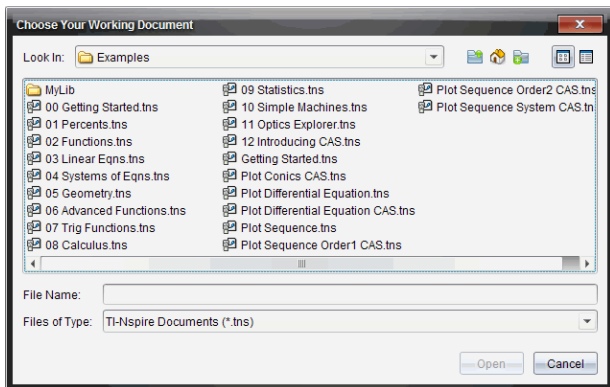 Choose Your Working Document
Look In: Examples
MyLib
00 Getting Started.tns
01 Percents.tns
02 Functions.tns
03 Linear Eqns.tns
04 Systems of Eqns.tns
05 Geometry.tns
06 Advanced Functions.tns
07 Trig Functions.tns
08 Calculus.tns
09 Statistics.tns
10 Simple Machines.tns
11 Optics Explorer.tns
12 Introducing CAS.tns
Getting Started.tns
Plot Conics CAS.tns
Plot Differential Equation.tns
Plot Differential Equation CAS.tns
Plot Sequence.tns
Plot Sequence Order1 CAS.tns
Plot Sequence Order2 CAS.tns
Plot Sequence System CAS.tn
File Name:
Files of Type: TI-Nspire Documents (*.tns)
Open Cancel